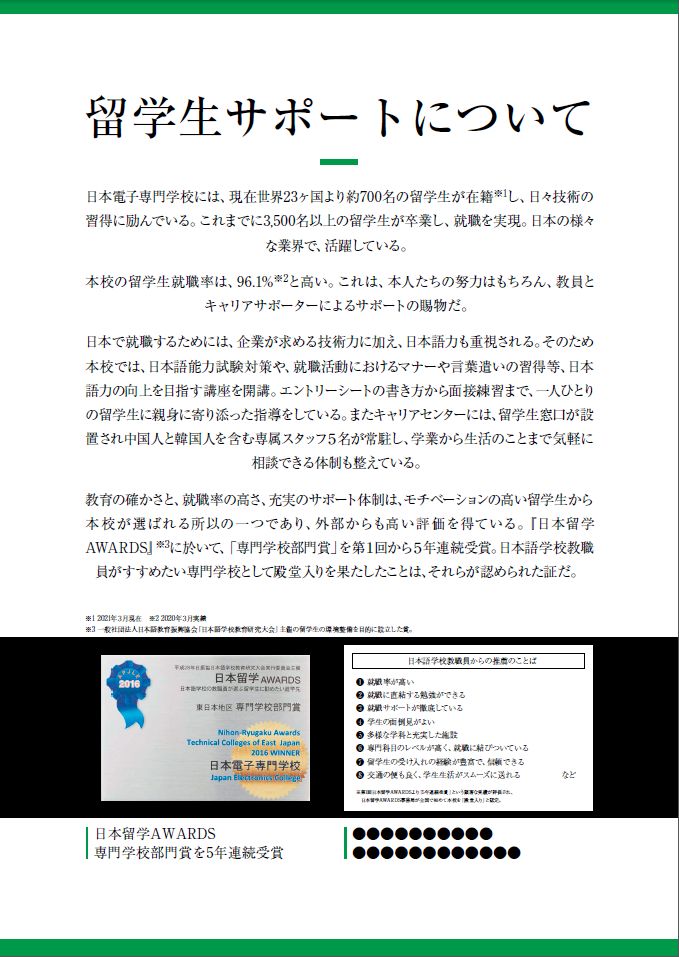 留学生サポートについて
日本電子専門学校には、現在世界23ヶ国より約700名の留学生が在籍※1し、日々技術の
習得に励んでいる。これまでに3,500名以上の留学生が卒業し、就職を実現。日本の様々
な業界で、活躍している。
本校の留学生就職率は、96.1%※2と高い。これは、本人たちの努力はもちろん、教員と
キャリアサポーターによるサポートの賜物だ。
日本で就職するためには、企業が求める技術力に加え、日本語力も重視される。そのため
本校では、日本語能力試験対策や、就職活動におけるマナーや言葉遣いの習得等、日本
語力の向上を目指す講座を開講。エントリーシートの書き方から面接練習まで、一人ひとり
の留学生に親身に寄り添った指導をしている。またキャリアセンターには、留学生窓口が設
置され中国人と韓国人を含む専属スタッフ5名が常駐し、学業から生活のことまで気軽に
相談できる体制も整えている。
教育の確かさと、就職率の高さ、充実のサポート体制は、モチベーションの高い留学生から
本校が選ばれる所以の一つであり、外部からも高い評価を得ている。『日本留学
AWARDS』※3に於いて、「専門学校部門賞」を第1回から5年連続受賞。日本語学校教職
員がすすめたい専門学校として殿堂入りを果たしたことは、それらが認められた証だ。
※1 2021年3月現在　※2 2020年3月実績
※3 一般社団法人日本語教育振興協会「日本語学校教育研究大会」主催の留学生の環境整備を目的に設立した賞。
2016
平成28年日振協日本語学校教育研究大会実行委員会主催
日本留学 AWARDS
日本語学校の教職員が選ぶ留学生に勧めたい進学先
東日本地区 専門学校部門賞
Nihon-Ryugaku Awards
Technical Colleges of East Japan
2016 WINNER
日本電子専門学校
Japan Electronics College
日本語学校教職員からの推薦のことば
❶ 就職率が高い
❷ 就職に直結する勉強ができる
❸ 就職サポートが徹底している
❹ 学生の面倒見がよい
❺ 多様な学科と充実した施設
❻ 専門科目のレベルが高く、就職に結びついている
❼ 留学生の受け入れの経験が豊富で、信頼できる
❽ 交通の便も良く、学生生活がスムーズに送れる　など
日本留学AWARDS
専門学校部門賞を5年連続受賞
●●●●●●●●●●
●●●●●●●●●●●●